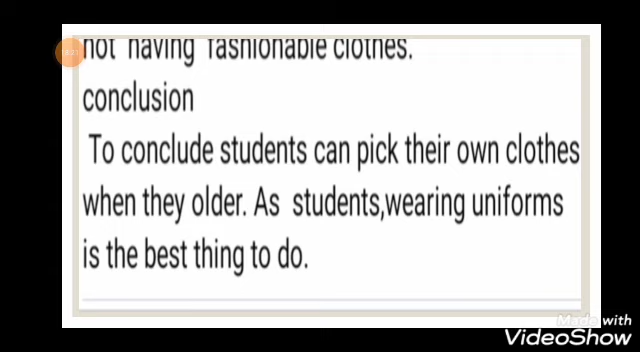 not having fashionable clothes.
conclusion
To conclude students can pick their own clothes
when they older. As students,wearing uniforms
is the best thing to do.
Made with
VideoShow